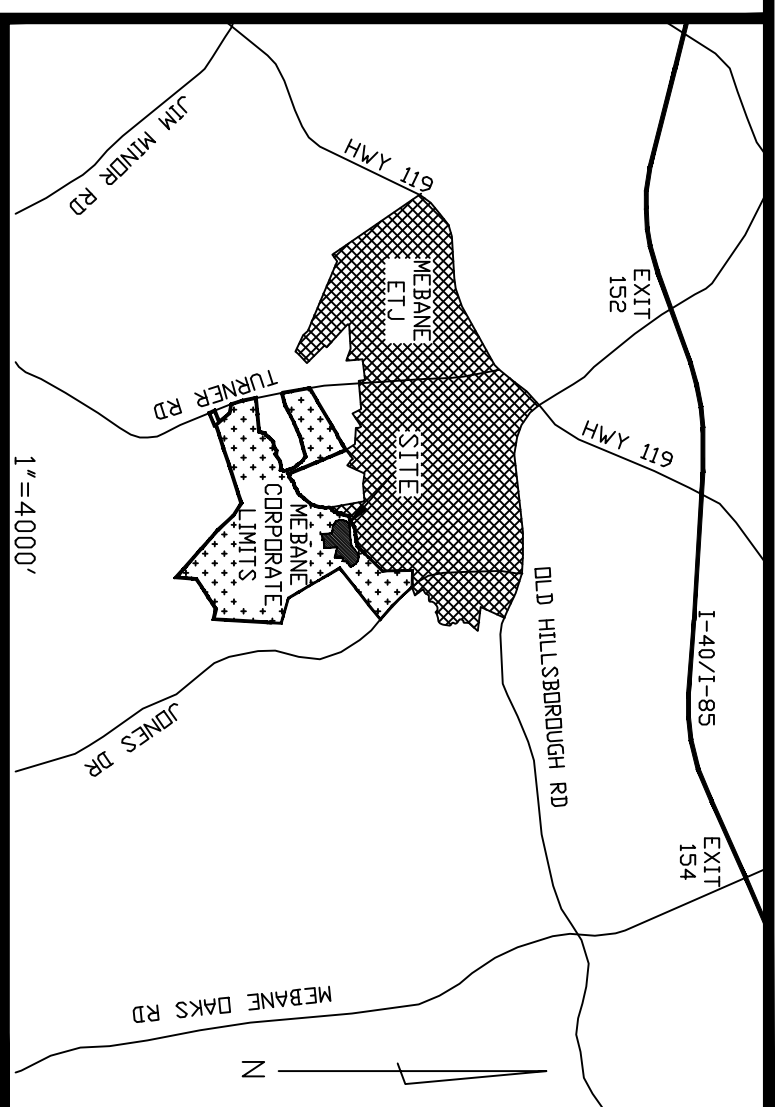 I-40/I-85
EXIT
154
EXIT
152
HWY 119
HWY 119
OLD HILLSBOROUGH RD
MEBANE
ETJ
SITE
TURNER RD
MEBANE
CORPORATE
LIMITS
JIM MINOR RD
JONES DR
MEBANE OAKS RD
1"=4000'
N